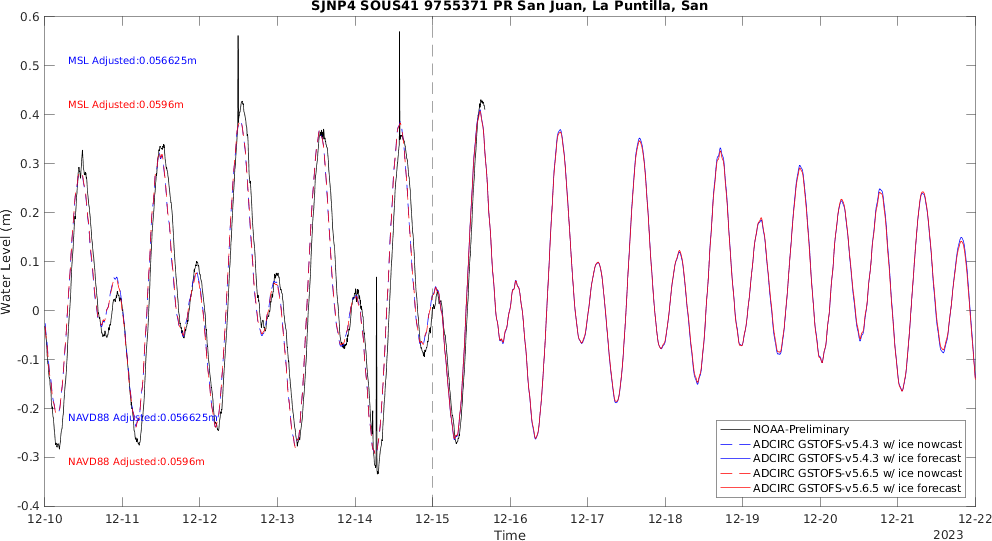 SJNP4 SOUS41 9755371 PR San Juan, La Puntilla, San
0.6
0.5
0.4
0.3
0.2
0.1
0
-0.1
-0.2
-0.3
-0.4
Water Level (m)
MSL Adjusted:0.056625m
MSL Adjusted:0.0596m
NAVD88 Adjusted:0.056625m
NAVD88 Adjusted:0.0596m
NOAA-Preliminary
ADCIRC GSTOFS-v5.4.3 w/ ice nowcast
ADCIRC GSTOFS-v5.4.3 w/ ice forecast
ADCIRC GSTOFS-v5.6.5 w/ ice nowcast
ADCIRC GSTOFS-v5.6.5 w/ ice forecast
12-10 12-11 12-12 12-13 12-14 12-15 12-16 12-17 12-18 12-19 12-20 12-21 12-22
Time
2023